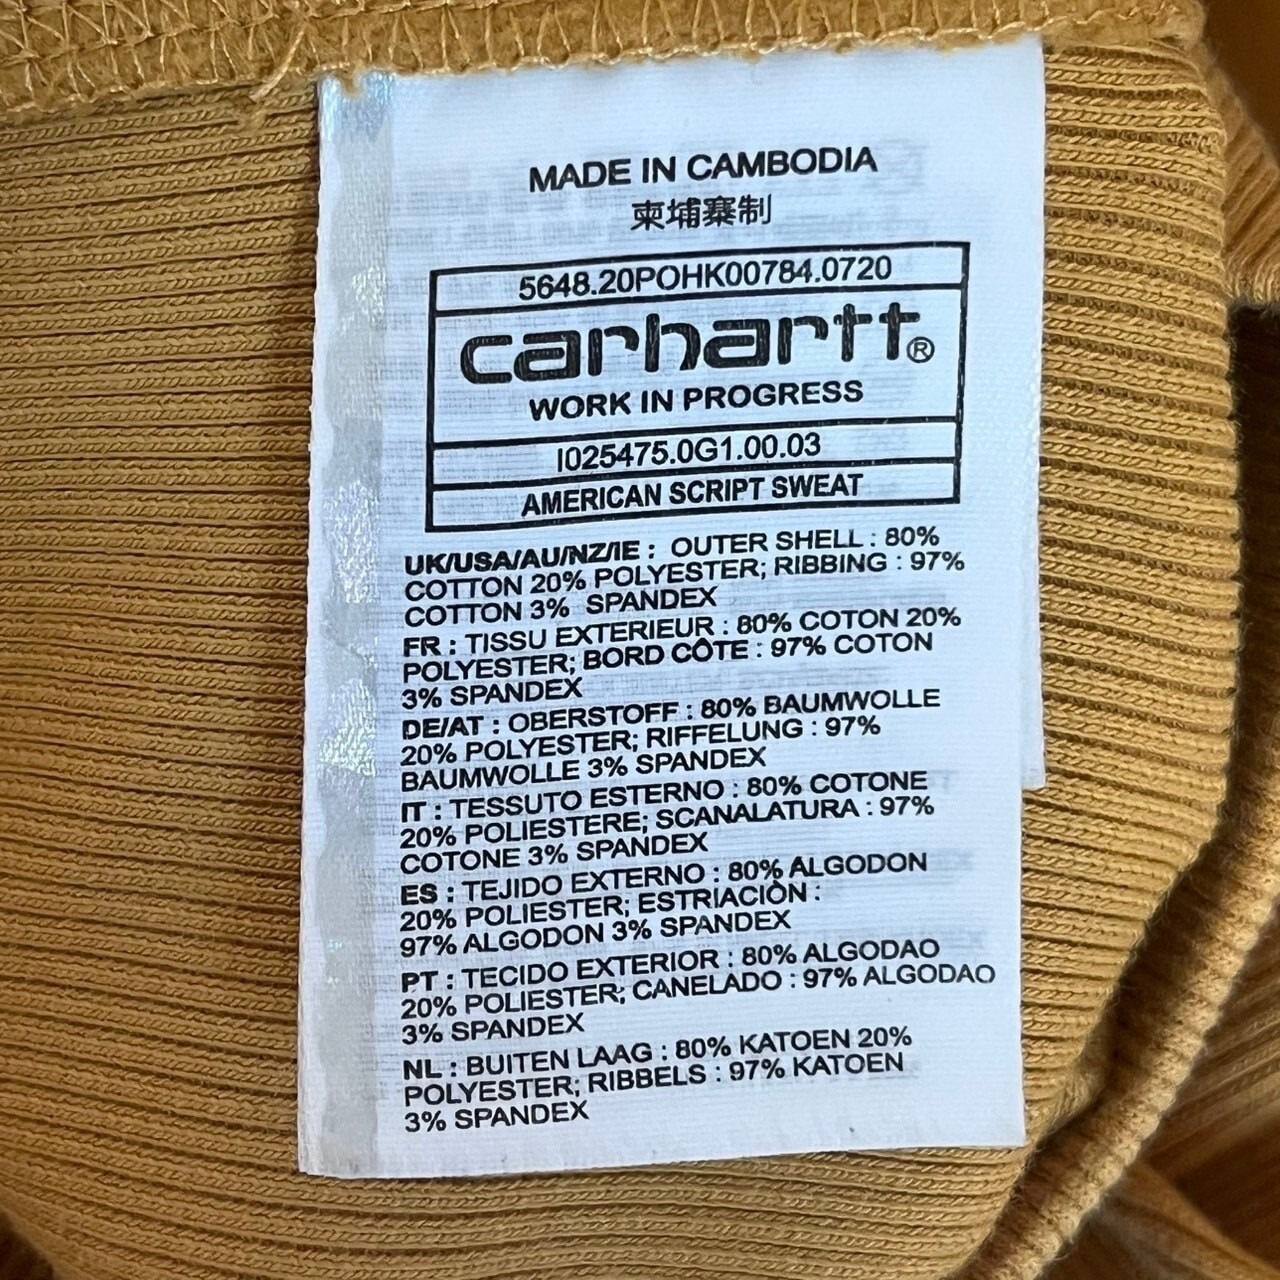 MADE IN CAMBODIA
柬埔寨制
5648.20POHK00784.0720
carhartt®
WORK IN PROGRESS
I025475.0G1.00.03
AMERICAN SCRIPT SWEAT
UK/USA/AU/NZ/IE : OUTER SHELL : 80%
COTTON 20% POLYESTER; RIBBING : 97%
COTTON 3% SPANDEX
FR : TISSU EXTERIEUR : 80% COTON 20%
POLYESTER; BORD CÔTE : 97% COTON
3% SPANDEX
DE/AT : OBERSTOFF : 80% BAUMWOLLE
20% POLYESTER; RIFFELUNG : 97%
BAUMWOLLE 3% SPANDEX
IT : TESSUTO ESTERNO : 80% COTONE
20% POLIESTERE; SCANALATURA : 97%
COTONE 3% SPANDEX
ES : TEJIDO EXTERNO : 80% ALGODON
20% POLIESTER; ESTRIACIÒN :
97% ALGODON 3% SPANDEX
PT : TECIDO EXTERIOR : 80% ALGODAO
20% POLIESTER; CANELADO : 97% ALGODAO
3% SPANDEX
NL : BUITEN LAAG : 80% KATOEN 20%
POLYESTER; RIBBELS : 97% KATOEN
3% SPANDEX